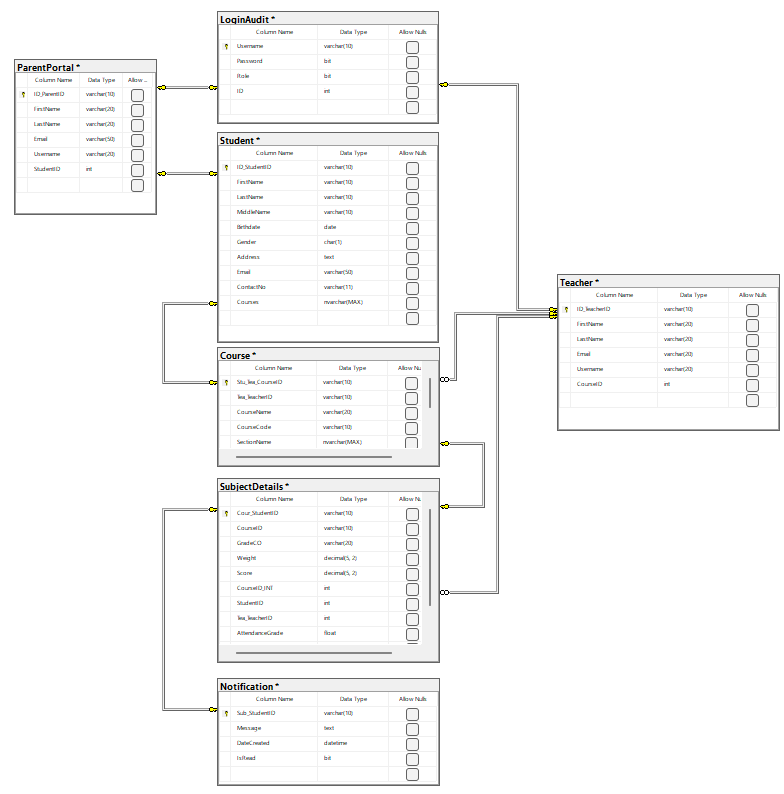 LoginAudit *
Column Name Data Type Allow Nulls
Username varchar(10)
Password bit
Role bit
ID int
ParentPortal *
Column Name Data Type Allow ...
ID_ParentID varchar(10)
FirstName varchar(20)
LastName varchar(20)
Email varchar(50)
Username varchar(20)
StudentID int
Student *
Column Name Data Type Allow Nulls
ID_StudentID varchar(10)
FirstName varchar(10)
LastName varchar(10)
MiddleName varchar(10)
Birthdate date
Gender char(1)
Address text
Email varchar(50)
ContactNo varchar(11)
Courses nvarchar(MAX)
Teacher *
Column Name Data Type Allow Nulls
ID_TeacherID varchar(10)
FirstName varchar(20)
LastName varchar(20)
Email varchar(20)
Username varchar(20)
CourseID int
Course *
Column Name Data Type Allow Nu
Stu_Tea_CourseID varchar(10)
Tea_TeacherID varchar(10)
CourseName varchar(20)
CourseCode varchar(10)
SectionName nvarchar(MAX)
SubjectDetails *
Column Name Data Type Allow Nu
Cour_StudentID varchar(10)
CourseID varchar(10)
GradeCO varchar(20)
Weight decimal(5, 2)
Score decimal(5, 2)
CourseID_INT int
StudentID int
Tea_TeacherID int
AttendanceGrade float
Notification *
Column Name Data Type Allow Nulls
Sub_StudentID varchar(10)
Message text
DateCreated datetime
IsRead bit